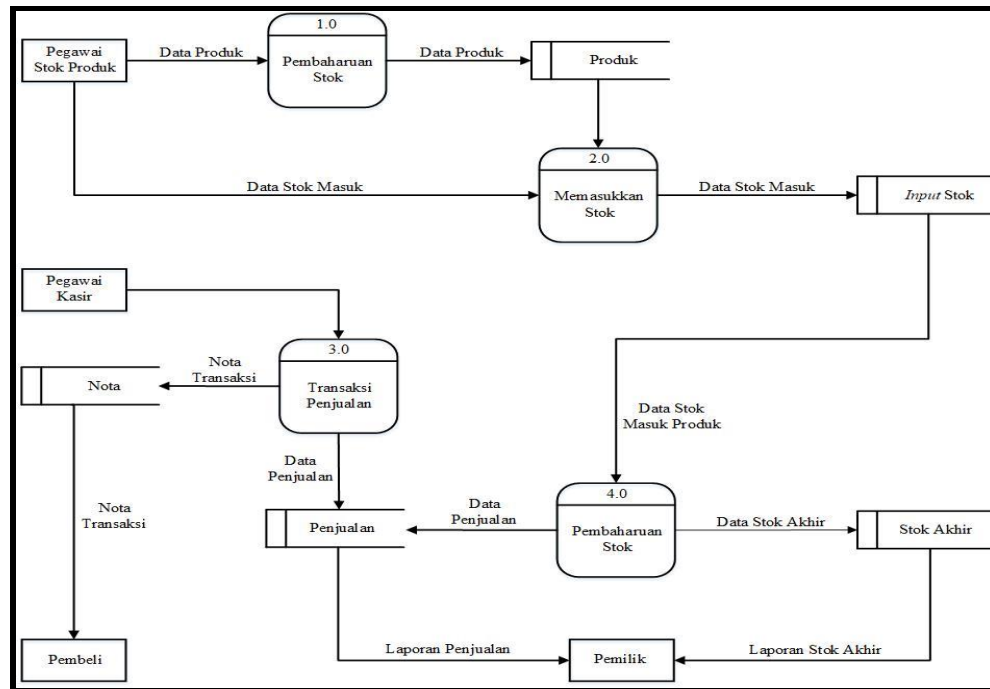 1.0
Pegawai
Stok Produk
Data Produk
Pembaharuan
Stok
Data Produk
Produk
2.0
Data Stok Masuk
Memasukkan
Stok
Data Stok Masuk
Input Stok
Pegawai
Kasir
3.0
Nota
Transaksi
Nota
Transaksi
Penjualan
Data Stok
Masuk Produk
Data
Penjualan
4.0
Nota
Transaksi
Penjualan
Data
Penjualan
Pembaharuan
Stok
Data Stok Akhir
Stok Akhir
Pembeli
Laporan Penjualan
Pemilik
Laporan Stok Akhir